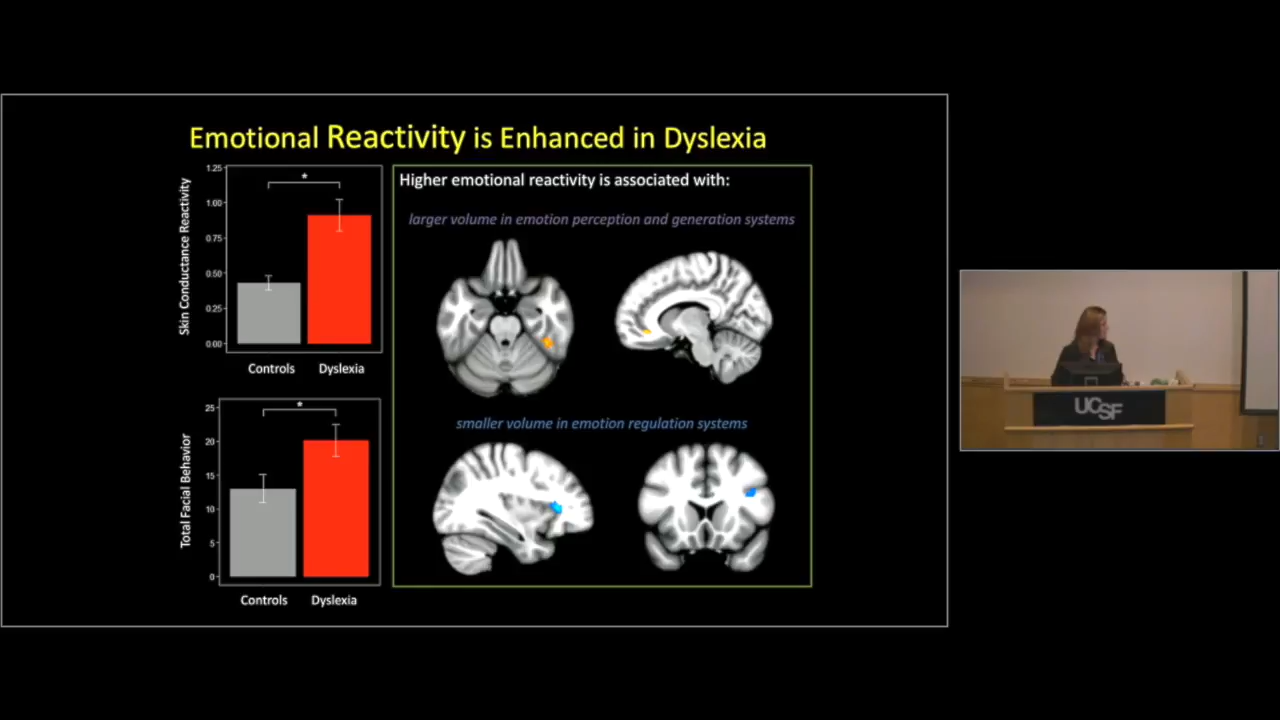 Emotional Reactivity is Enhanced in Dyslexia
Skin Conductance Reactivity
1.25
1.00
0.75
0.50
0.25
0.00
*
Controls Dyslexia
Total Facial Behavior
25
20
15
10
5
0
*
Controls Dyslexia
Higher emotional reactivity is associated with:
larger volume in emotion perception and generation systems
smaller volume in emotion regulation systems
UCSF